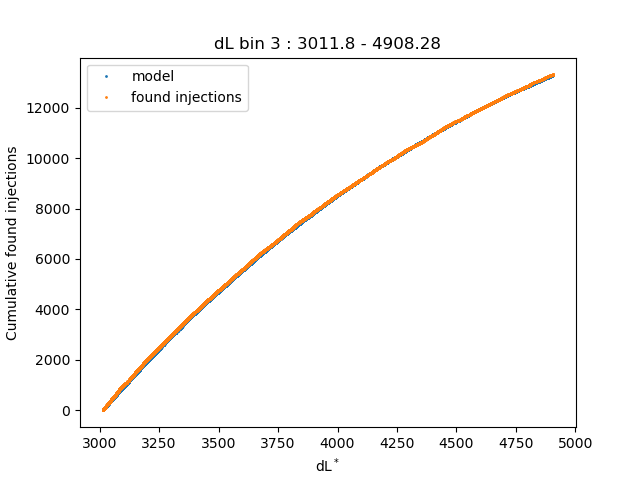 dL bin 3 : 3011.8 - 4908.28
model
found injections
Cumulative found injections
12000
10000
8000
6000
4000
2000
0
3000 3250 3500 3750 4000 4250 4500 4750 5000
dL*